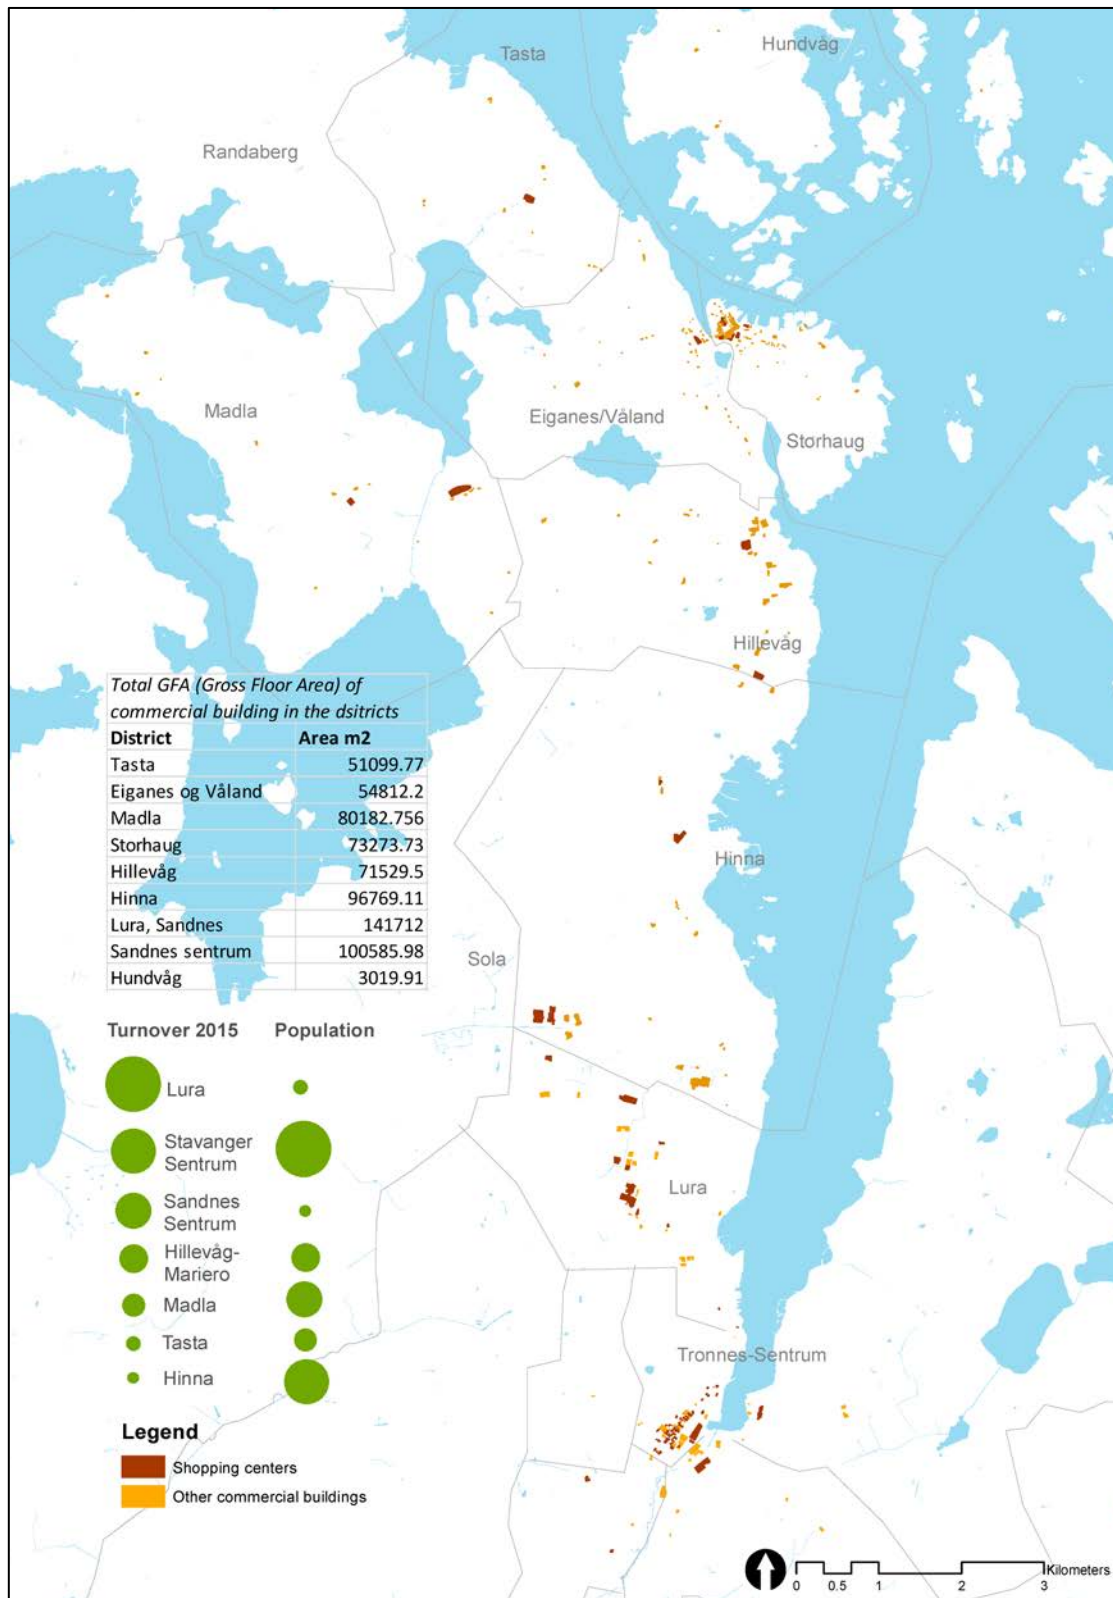 Hundvåg
Tasta
Randaberg
Madla
Eiganes/Våland
Storhaug
Hillevåg
Total GFA (Gross Floor Area) of
commercial building in the dsitricts
District Area m2
Tasta 51099.77
Eiganes og Våland 54812.2
Madla 80182.756
Storhaug 73273.73
Hillevåg 71529.5
Hinna 96769.11
Lura, Sandnes 141712
Sandnes sentrum 100585.98
Hundvåg 3019.91
Hinna
Sola
Turnover 2015 Population
Lura
Stavanger
Sentrum
Sandnes
Sentrum
Hillevåg-
Mariero
Madla
Tasta
Hinna
Lura
Tronnes-Sentrum
Legend
Shopping centers
Other commercial buildings
Kilometers
0 0.5 1 2 3